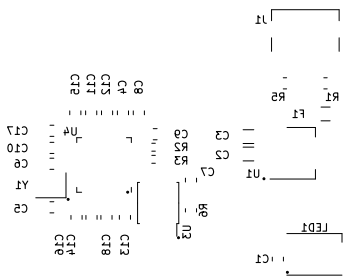 J1
C15 C11 C12 C4 C8
R5 R1
F1
C17 U4 C9 C3
C10 R2
C6 R3 C2
Y1 C7 U1
C5 R6
U3 LED1
C16 C14 C18 C13 C1